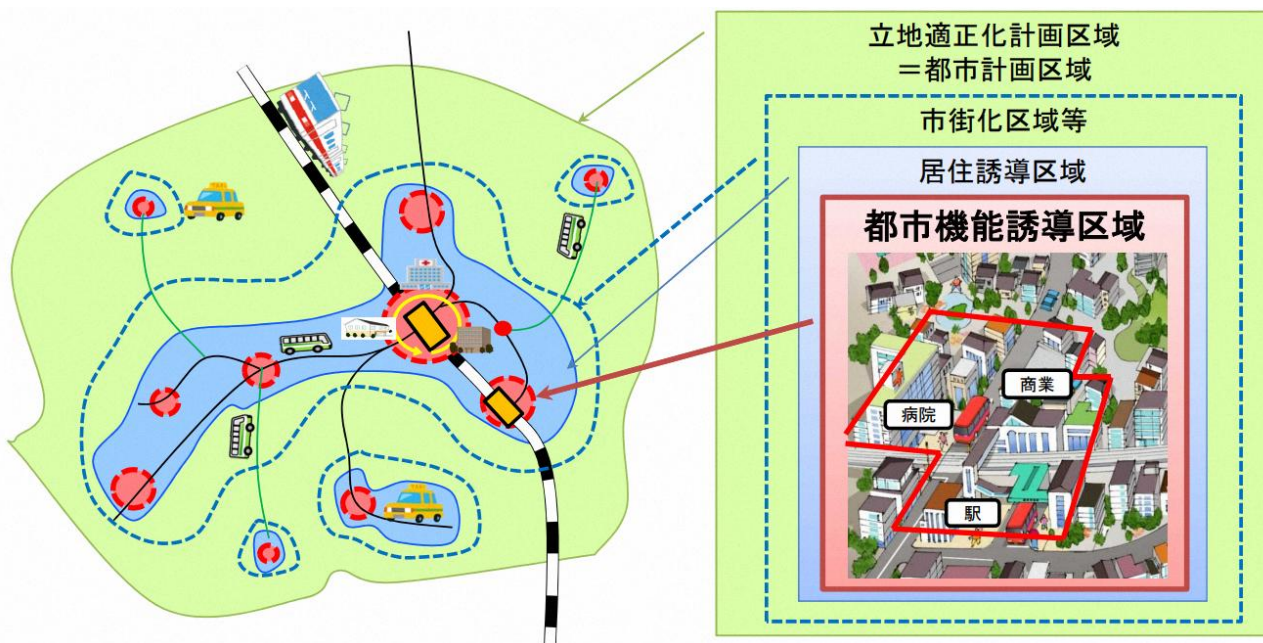 立地適正化計画区域
＝都市計画区域
市街化区域等
居住誘導区域
都市機能誘導区域
商業
病院
駅